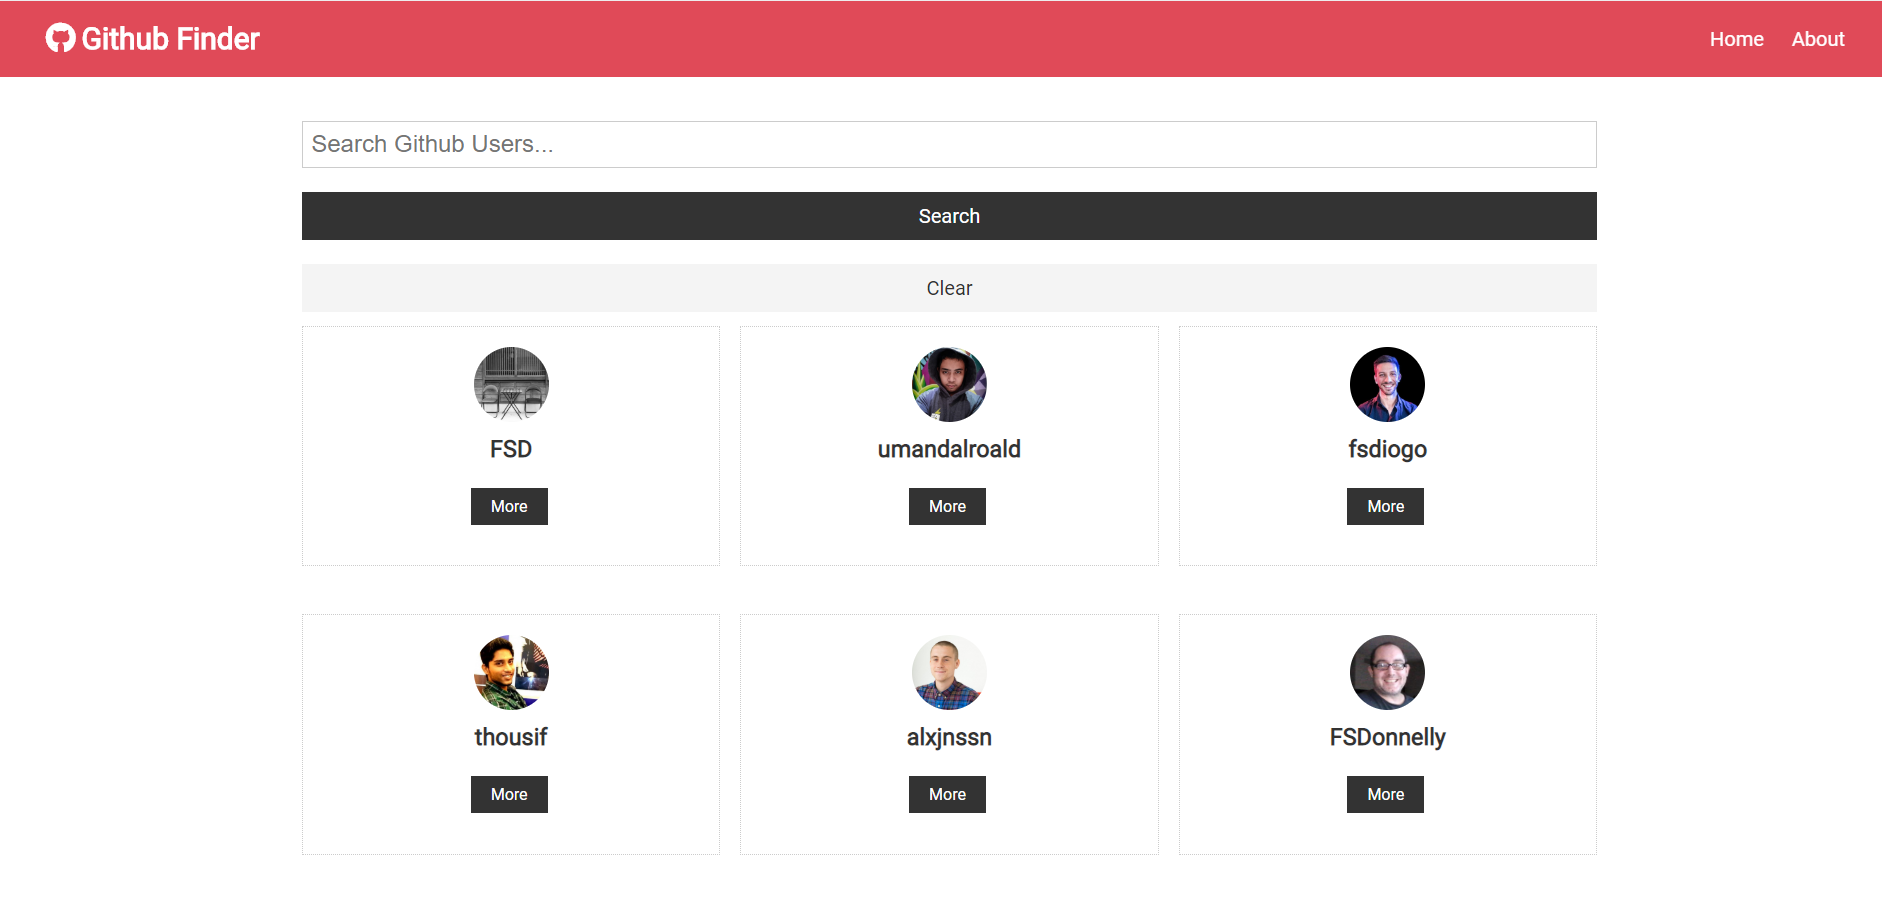 Github Finder
Home About
Search Github Users...
Search
Clear
FSD
umandalroald
fsdiogo
More
More
More
thousif
alxjnssn
FSDonnelly
More
More
More